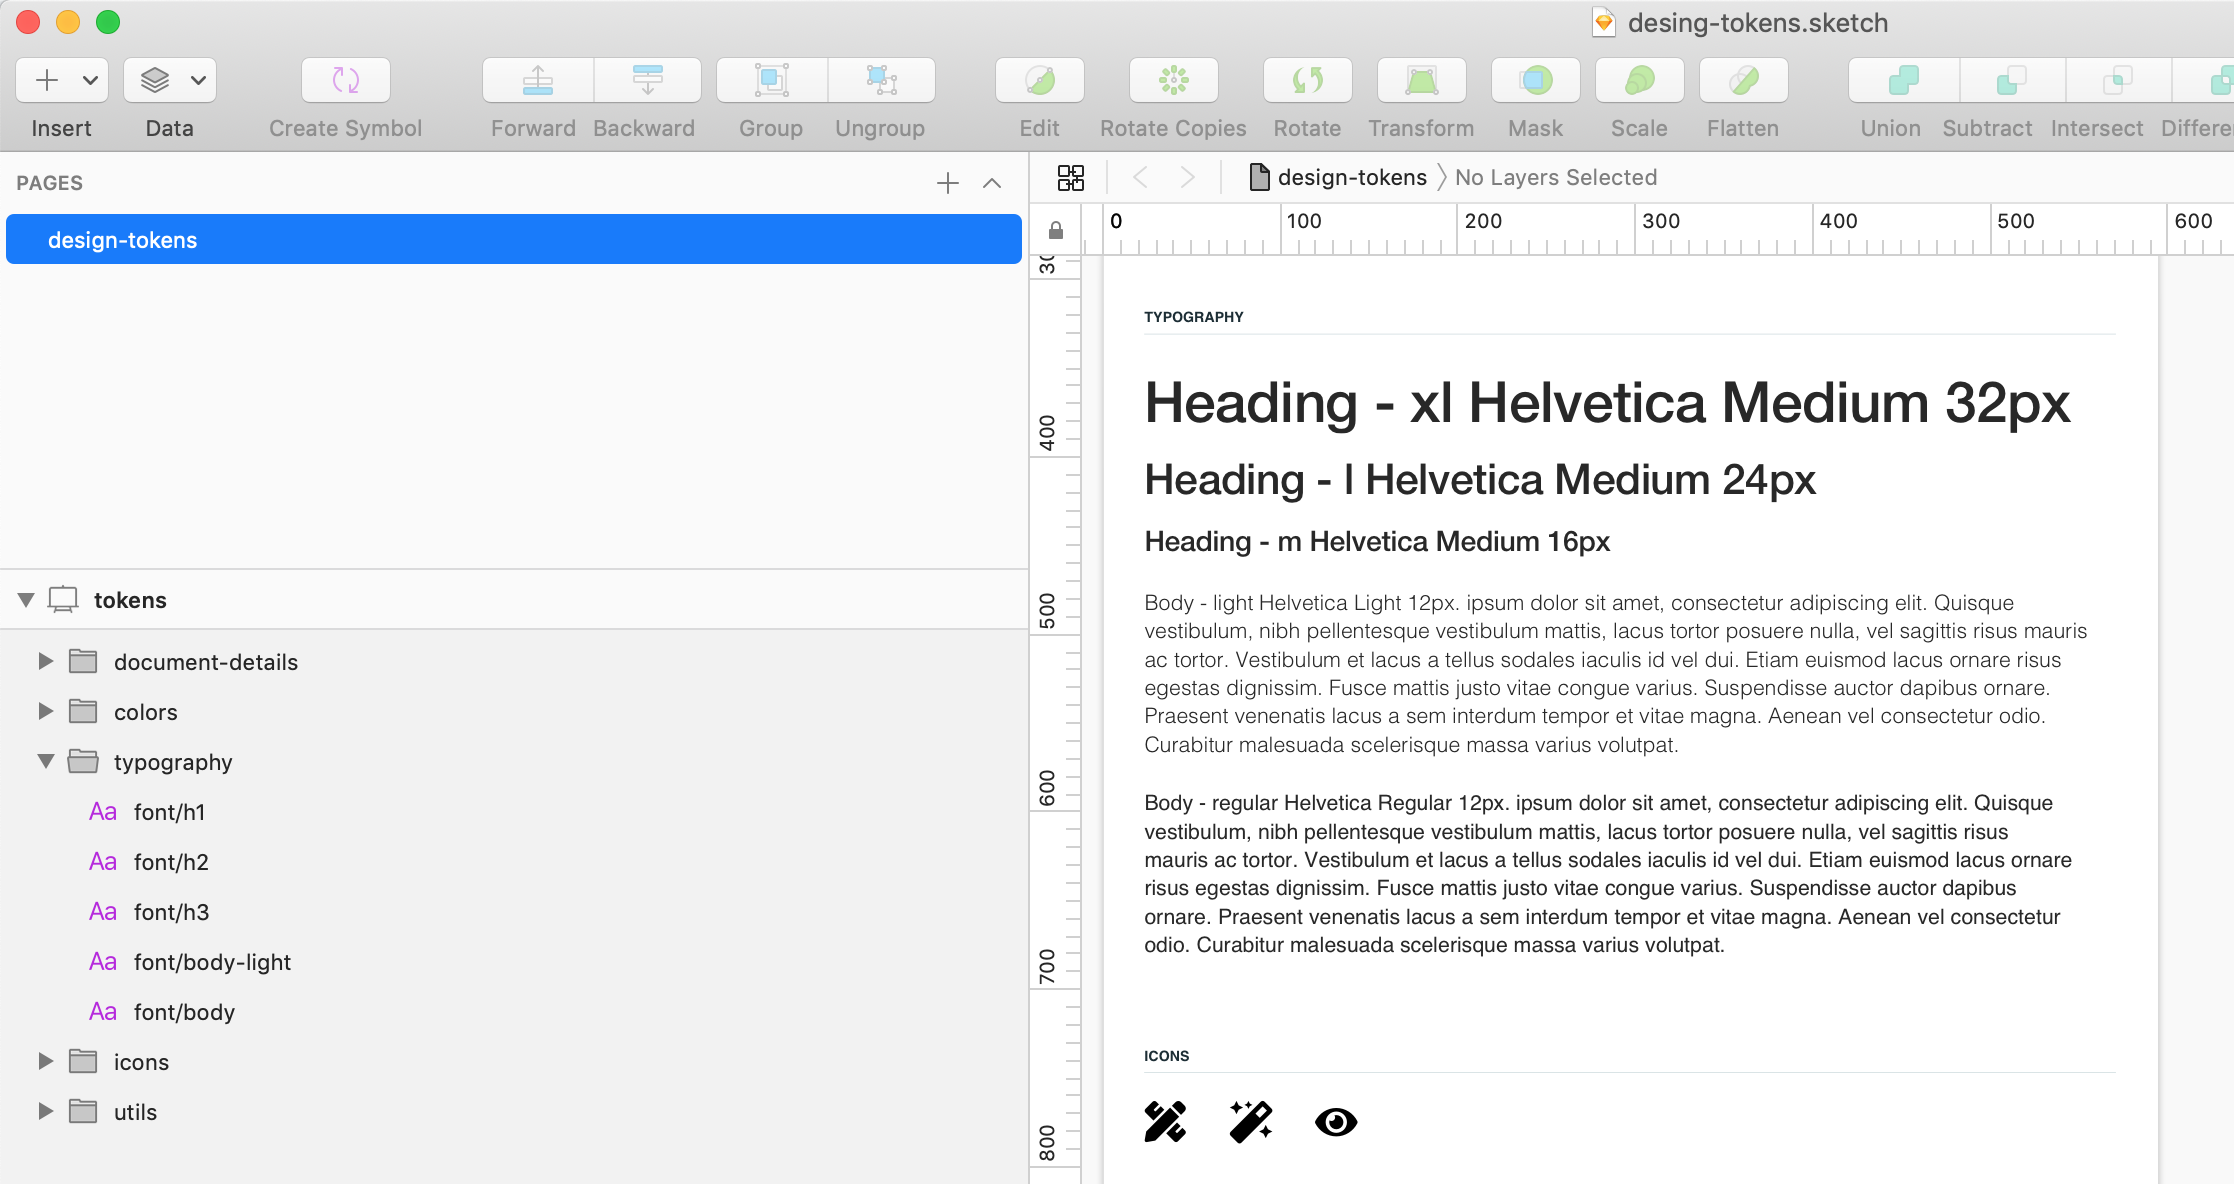 desing-tokens.sketch
Insert
Data
Create Symbol
Forward
Backward
Group
Ungroup
Edit
Rotate Copies
Rotate
Transform
Mask
Scale
Flatten
Union
Subtract
Intersect
Differe
PAGES
design-tokens
design-tokens 〉No Layers Selected
0 100 200 300 400 500 600
30
400
500
600
700
800
tokens
document-details
colors
typography
Aa font/h1
Aa font/h2
Aa font/h3
Aa font/body-light
Aa font/body
icons
utils
TYPOGRAPHY
Heading - xl Helvetica Medium 32px
Heading - l Helvetica Medium 24px
Heading - m Helvetica Medium 16px
Body - light Helvetica Light 12px. ipsum dolor sit amet, consectetur adipiscing elit. Quisque
vestibulum, nibh pellentesque vestibulum mattis, lacus tortor posuere nulla, vel sagittis risus mauris
ac tortor. Vestibulum et lacus a tellus sodales iaculis id vel dui. Etiam euismod lacus ornare risus
egestas dignissim. Fusce mattis justo vitae congue varius. Suspendisse auctor dapibus ornare.
Praesent venenatis lacus a sem interdum tempor et vitae magna. Aenean vel consectetur odio.
Curabitur malesuada scelerisque massa varius volutpat.
Body - regular Helvetica Regular 12px. ipsum dolor sit amet, consectetur adipiscing elit. Quisque
vestibulum, nibh pellentesque vestibulum mattis, lacus tortor posuere nulla, vel sagittis risus
mauris ac tortor. Vestibulum et lacus a tellus sodales iaculis id vel dui. Etiam euismod lacus ornare
risus egestas dignissim. Fusce mattis justo vitae congue varius. Suspendisse auctor dapibus
ornare. Praesent venenatis lacus a sem interdum tempor et vitae magna. Aenean vel consectetur
odio. Curabitur malesuada scelerisque massa varius volutpat.
ICONS